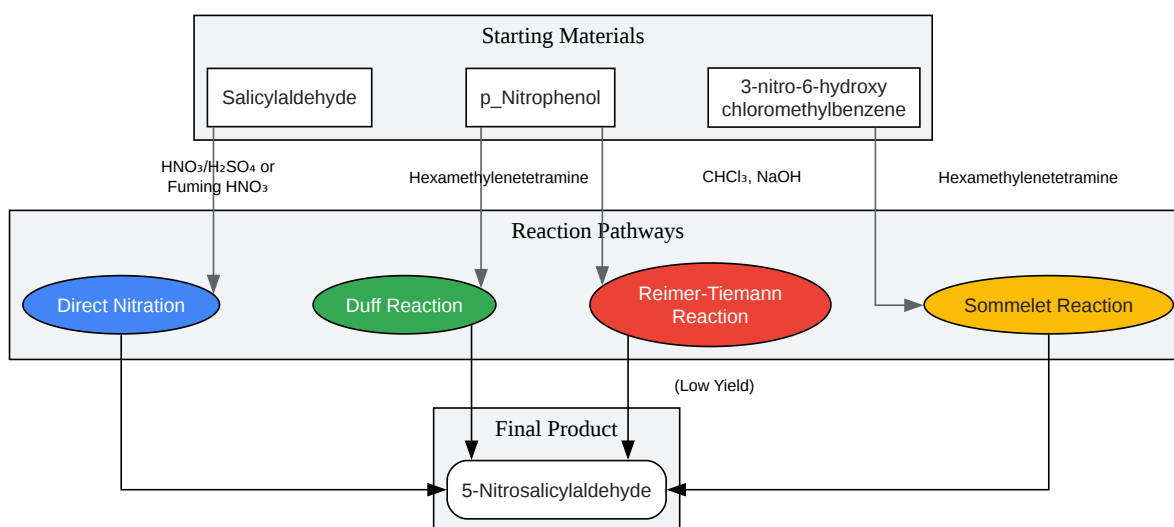 Starting Materials
Salicylaldehyde
p_Nitrophenol
3-nitro-6-hydroxy
chloromethylbenzene
HNO₃/H₂SO₄ or
Fuming HNO₃
Hexamethylenetetramine
CHCl₃, NaOH
Hexamethylenetetramine
Reaction Pathways
Direct Nitration
Duff Reaction
Reimer-Tiemann
Reaction
Sommelet Reaction
(Low Yield)
Final Product
5-Nitrosalicylaldehyde